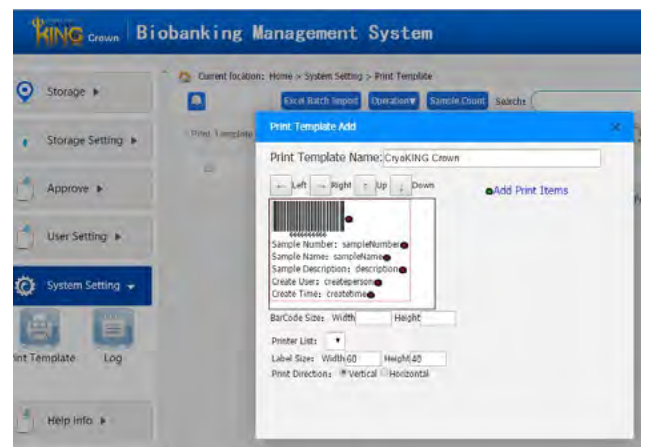 KING Crown Biobanking Management System
Storage
Storage Setting
Approve
User Setting
System Setting
Print Template Log
Help info
Current location: Home > System Setting > Print Template
Excel Batch Import Operation Sample Count Search:
Print Template
Print Template Add
Print Template Name: CryoKING Crown
Left Right Up Down
Add Print Items
Sample Number: sampleNumber
Sample Name: sampleName
Sample Description: description
Create User: createperson
Create Time: createtime
BarCode Size: Width Height
Printer List:
Label Size: Width 60 Height 40
Print Direction: Vertical Horizontal